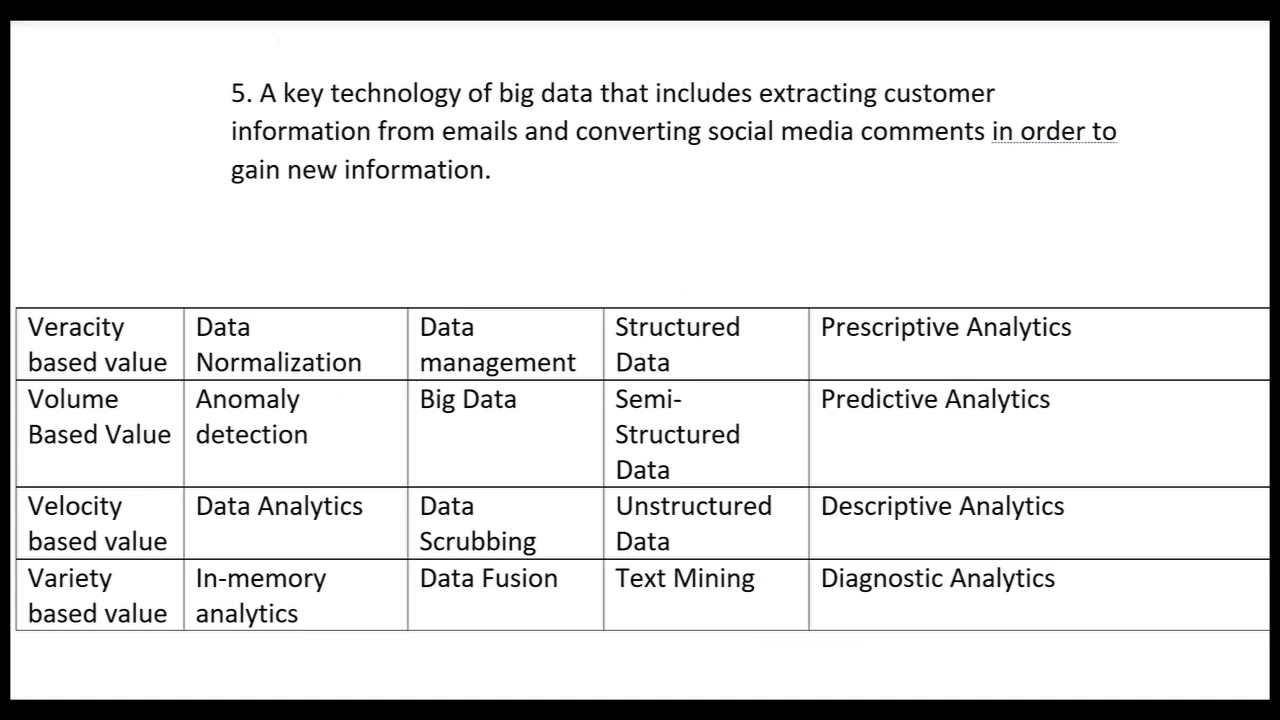 5. A key technology of big data that includes extracting customer
information from emails and converting social media comments in order to
gain new information.
Veracity based value | Data Normalization | Data management | Structured Data | Prescriptive Analytics
Volume Based Value | Anomaly detection | Big Data | Semi-Structured Data | Predictive Analytics
Velocity based value | Data Analytics | Data Scrubbing | Unstructured Data | Descriptive Analytics
Variety based value | In-memory analytics | Data Fusion | Text Mining | Diagnostic Analytics